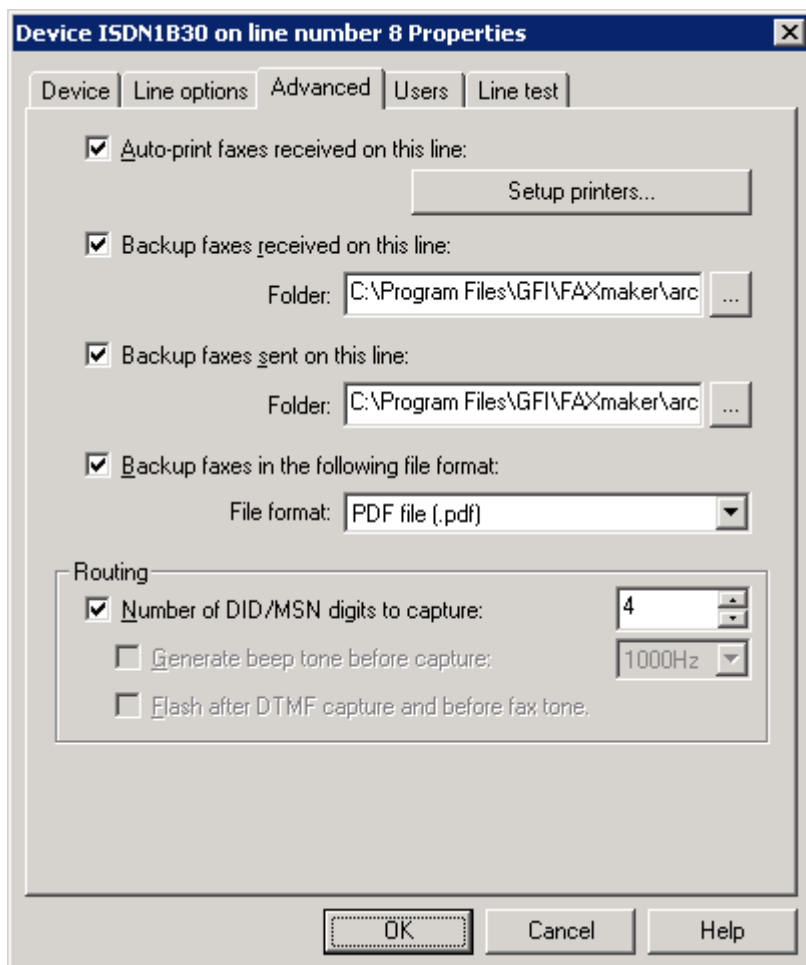 Device ISDN1B30 on line number 8 Properties
Device Line options Advanced Users Line test
Auto-print faxes received on this line:
Setup printers...
Backup faxes received on this line:
Folder: C:\Program Files\GFI\FAXmaker\arc ...
Backup faxes sent on this line:
Folder: C:\Program Files\GFI\FAXmaker\arc ...
Backup faxes in the following file format:
File format: PDF file (.pdf)
Routing
Number of DID/MSN digits to capture: 4
Generate beep tone before capture: 1000Hz
Flash after DTMF capture and before fax tone.
OK Cancel Help